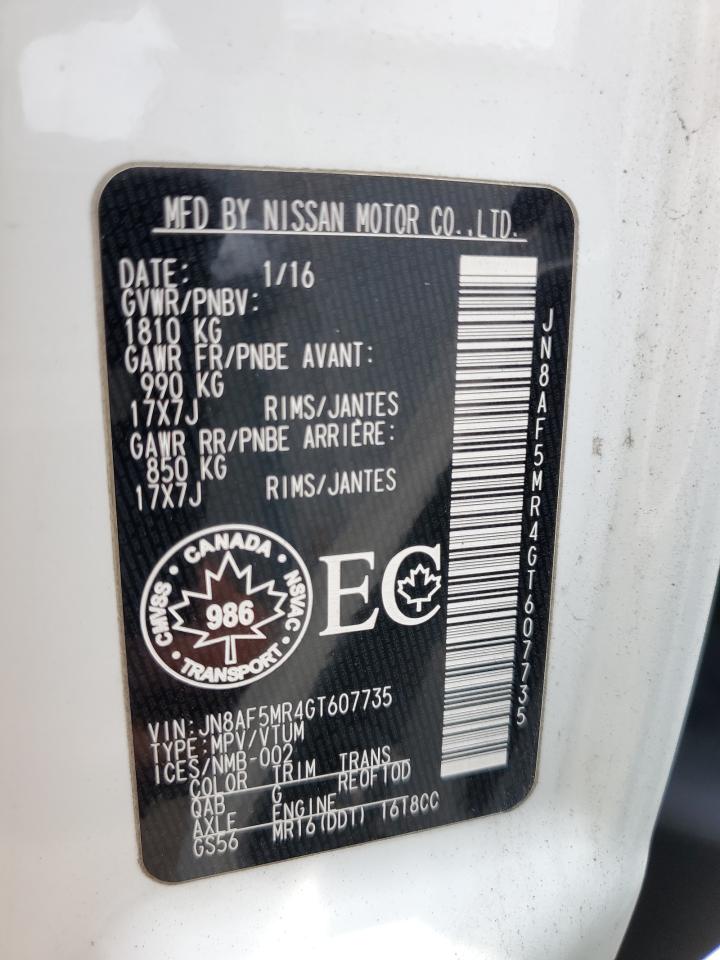 MFD BY NISSAN MOTOR CO.,LTD.
DATE: 1/16
GVWR/PNBV:
1810 KG
GAWR FR/PNBE AVANT:
990 KG
17X7J RIMS/JANTES
GAWR RR/PNBE ARRIÈRE:
850 KG
17X7J RIMS/JANTES
CANADA
CMVSS
NSVAC
986
TRANSPORT
EC
VIN:JN8AF5MR4GT607735
TYPE:MPV/VTUM
ICES/NMB-002
COLOR TRIM TRANS
QAB G RE0F10D
AXLE ENGINE
GS56 MR16(DDT) 16T8CC
JN8AF5MR4GT607735